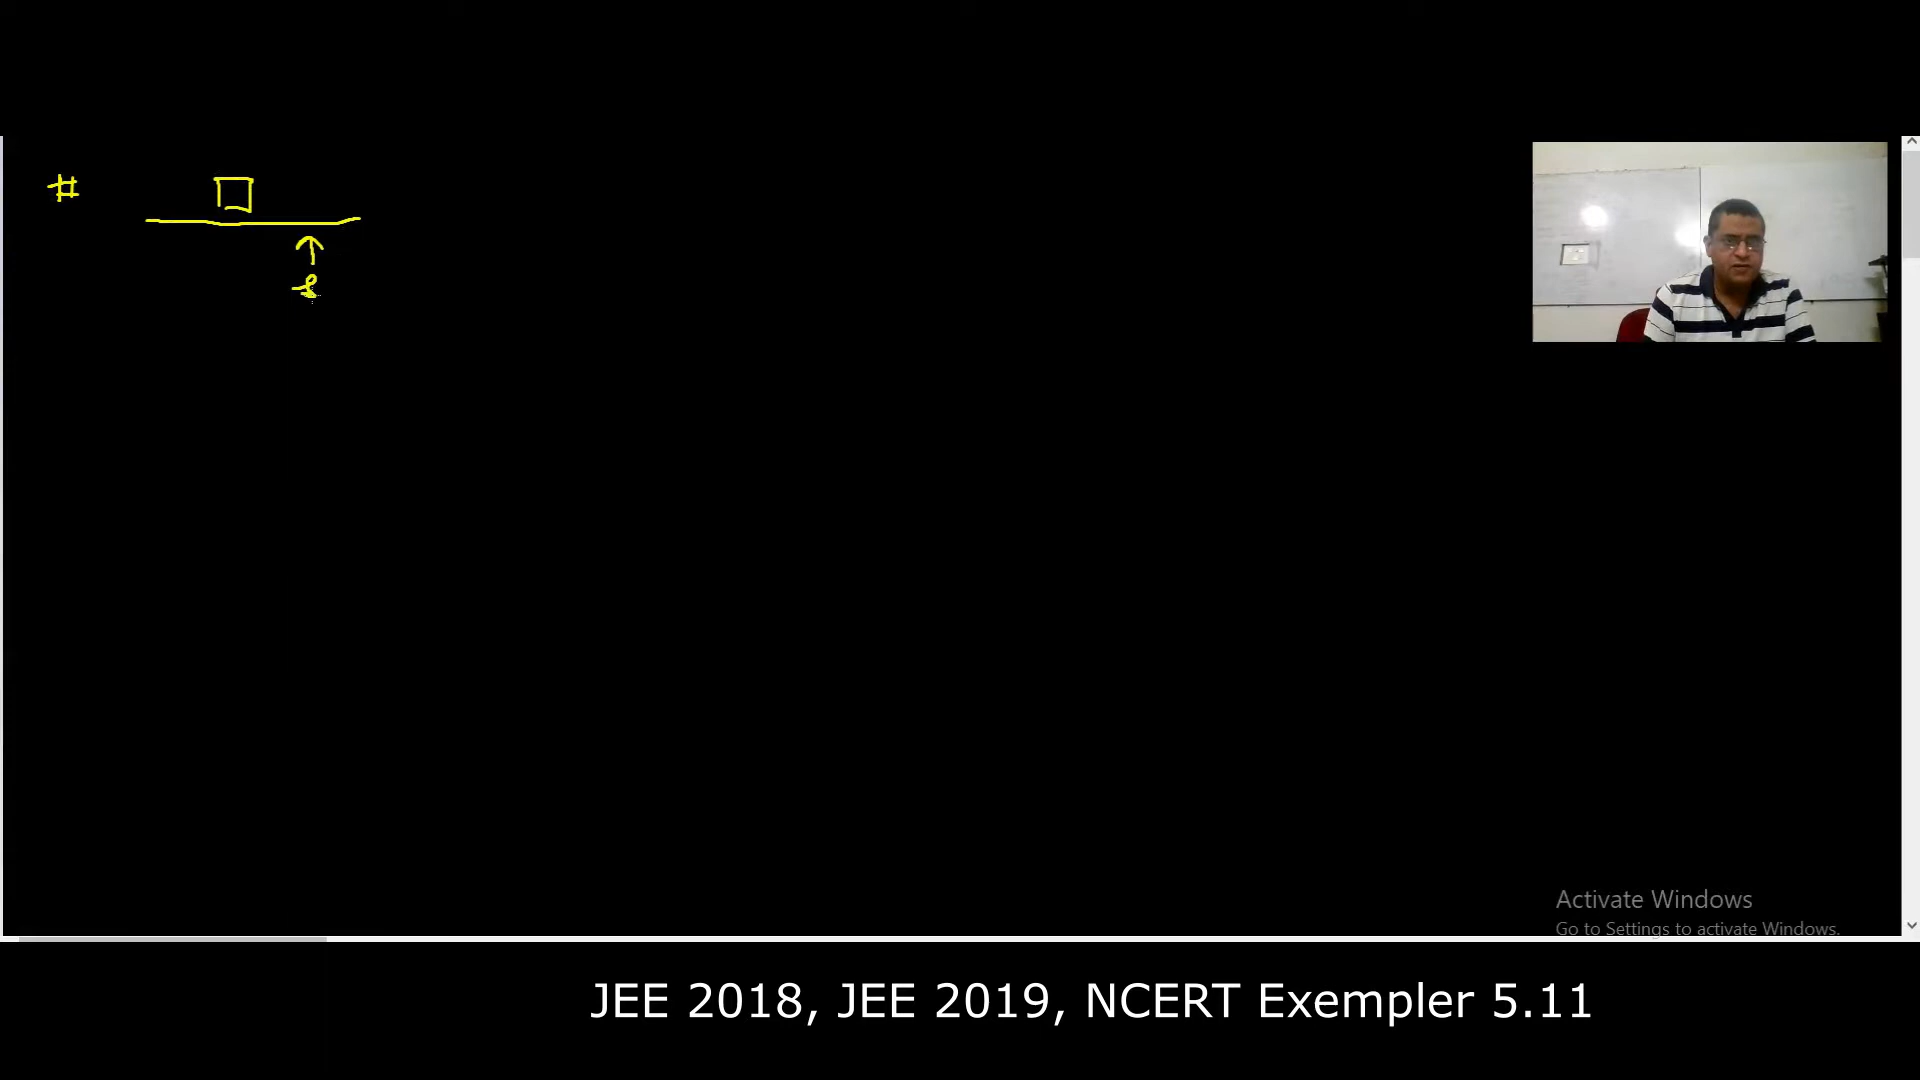 #
Activate Windows
Go to Settings to activate Windows.
JEE 2018, JEE 2019, NCERT Exempler 5.11